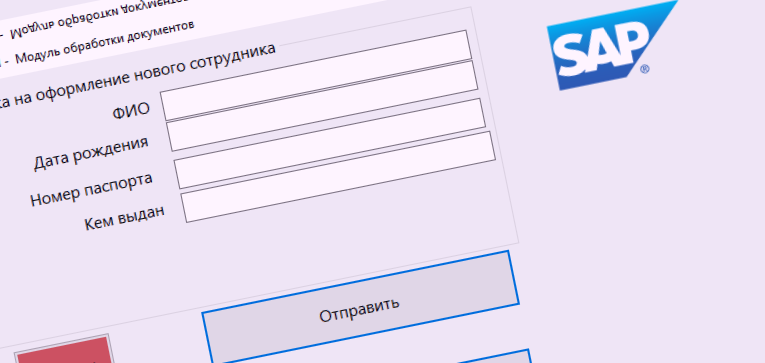 - Модуль обработки документов
- Модуль обработки документов
на оформление нового сотрудника
ФИО
Дата рождения
Номер паспорта
Кем выдан
Отправить
SAP®